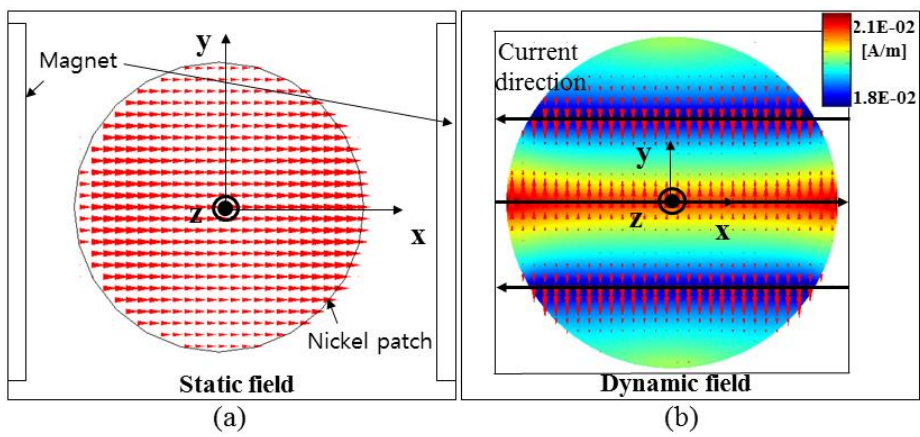 y
Magnet
z
x
Nickel patch
Static field
(a)
Current
direction
2.1E-02
[A/m]
1.8E-02
y
z
x
Dynamic field
(b)